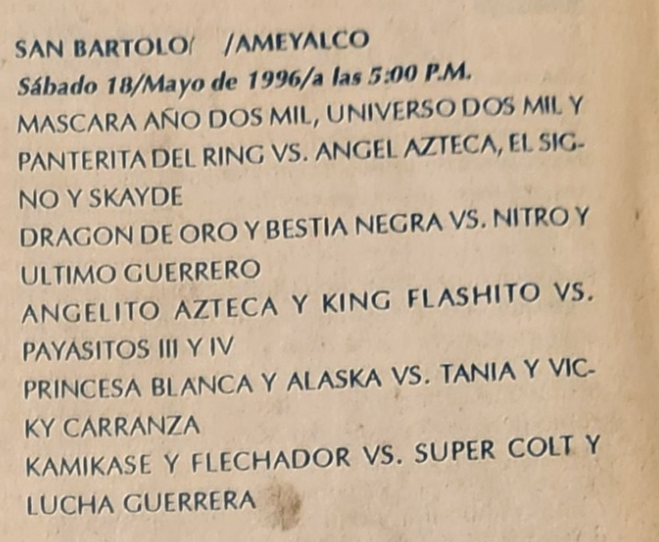 SAN BARTOLO/ /AMEYALCO
Sábado 18/Mayo de 1996/a las 5:00 P.M.
MASCARA AÑO DOS MIL, UNIVERSO DOS MIL Y
PANTERITA DEL RING VS. ANGEL AZTECA, EL SIG-
NO Y SKAYDE
DRAGON DE ORO Y BESTIA NEGRA VS. NITRO Y
ULTIMO GUERRERO
ANGELITO AZTECA Y KING FLASHITO VS.
PAYASITOS III Y IV
PRINCESA BLANCA Y ALASKA VS. TANIA Y VIC-
KY CARRANZA
KAMIKASE Y FLECHADOR VS. SUPER COLT Y
LUCHA GUERRERA